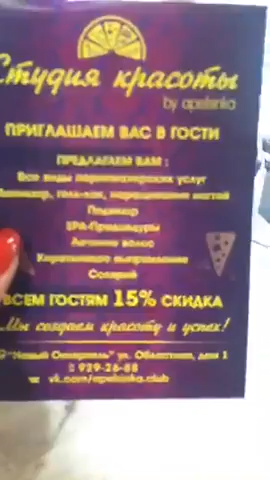 Студия красоты
by apelsinka
ПРИГЛАШАЕМ ВАС В ГОСТИ
ПРЕДЛАГАЕМ ВАМ :
Все виды парикмахерских услуг
Маникюр, гель-лак, наращивание ногтей
Педикюр
SPA-Процедуры
Лечение волос
Кератиновое выпрямление
Солярий
ВСЕМ ГОСТЯМ 15% СКИДКА
Мы создаем красоту и успех!
"Новый Оккервиль" ул. Областная, дом 1
929-26-88
vk.com/apelsinka.club